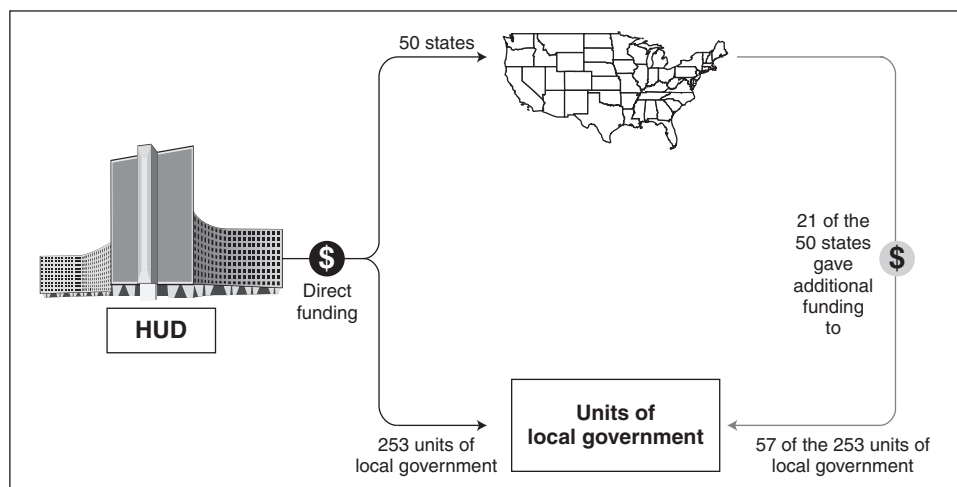 50 states
$
Direct
funding
HUD
21 of the
50 states
gave
additional
funding
to
$
Units of
local government
253 units of
local government
57 of the 253 units of
local government